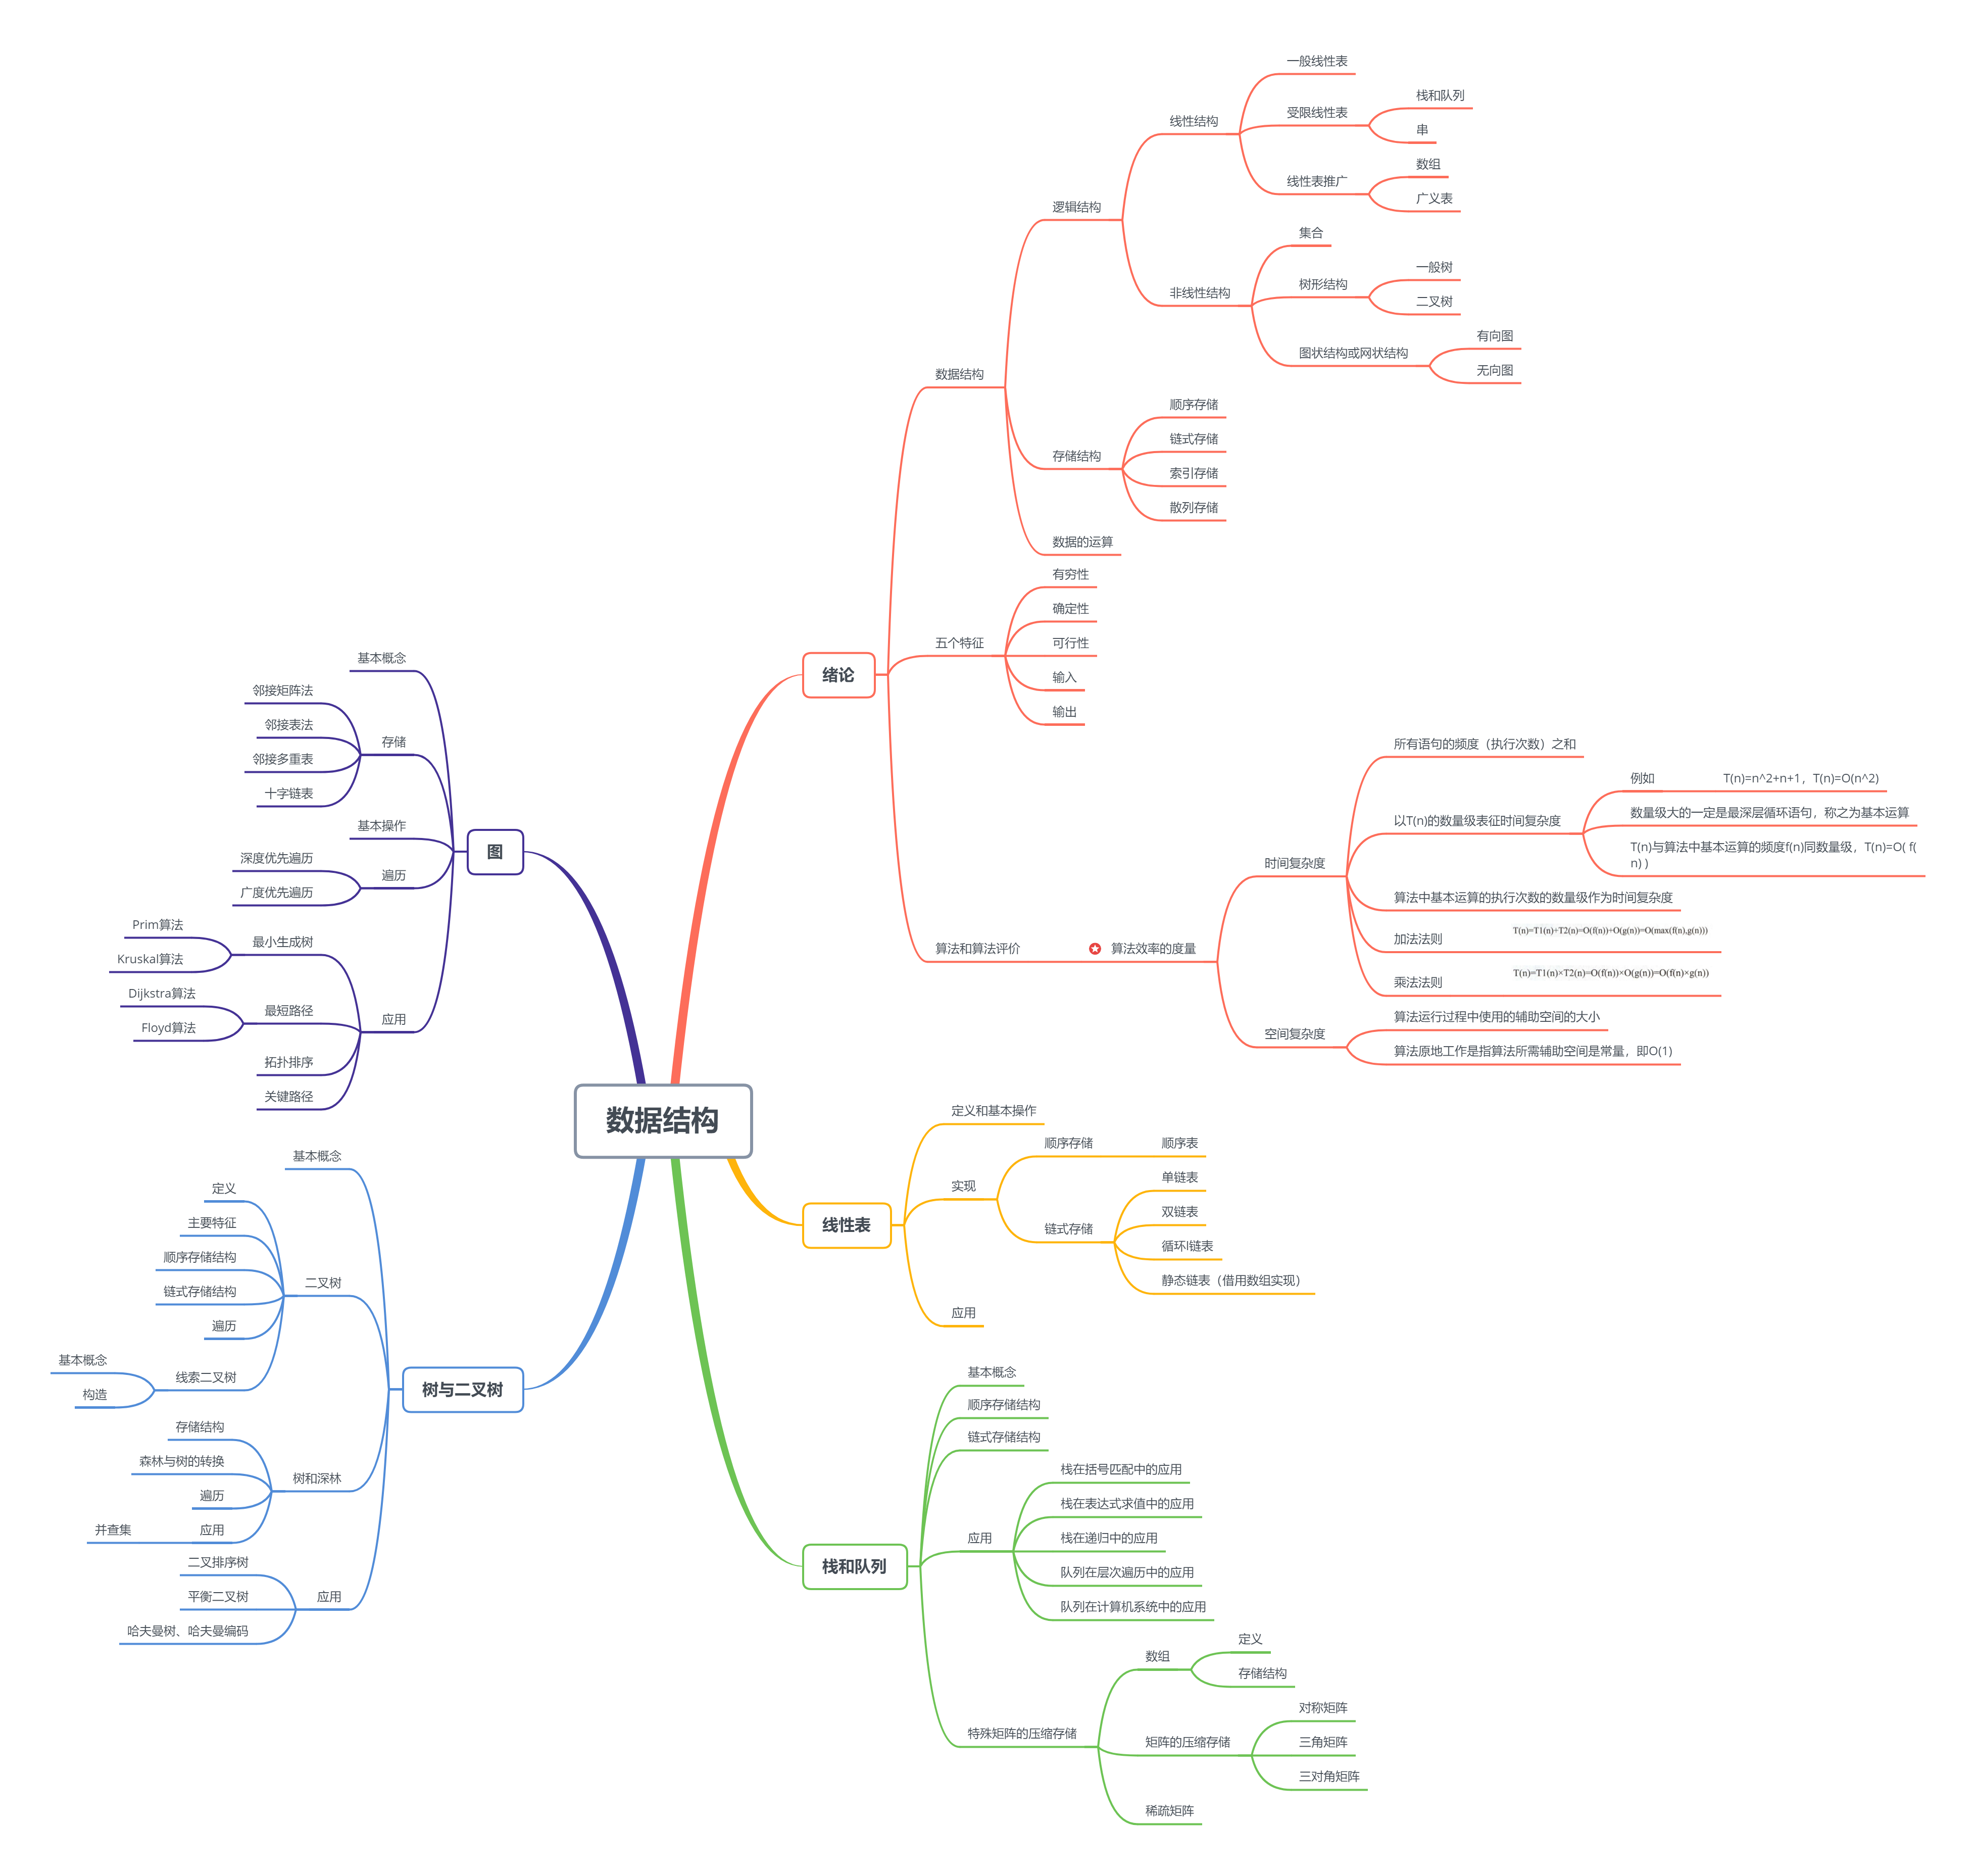 数据结构
绪论
数据结构
逻辑结构
线性结构
一般线性表
受限线性表
栈和队列
串
线性表推广
数组
广义表
非线性结构
集合
树形结构
一般树
二叉树
图状结构或网状结构
有向图
无向图
存储结构
顺序存储
链式存储
索引存储
散列存储
数据的运算
五个特征
有穷性
确定性
可行性
输入
输出
算法和算法评价
算法效率的度量
时间复杂度
所有语句的频度（执行次数）之和
以T(n)的数量级表征时间复杂度
例如
T(n)=n^2+n+1，T(n)=O(n^2)
数量级大的一定是最深层循环语句，称之为基本运算
T(n)与算法中基本运算的频度f(n)同数量级，T(n)=O( f(
n) )
算法中基本运算的执行次数的数量级作为时间复杂度
加法法则
T(n)=T1(n)+T2(n)=O(f(n))+O(g(n))=O(max(f(n),g(n)))
乘法法则
T(n)=T1(n)×T2(n)=O(f(n))×O(g(n))=O(f(n)×g(n))
空间复杂度
算法运行过程中使用的辅助空间的大小
算法原地工作是指算法所需辅助空间是常量，即O(1)
线性表
定义和基本操作
实现
顺序存储
顺序表
链式存储
单链表
双链表
循环l链表
静态链表（借用数组实现）
应用
栈和队列
基本概念
顺序存储结构
链式存储结构
应用
栈在括号匹配中的应用
栈在表达式求值中的应用
栈在递归中的应用
队列在层次遍历中的应用
队列在计算机系统中的应用
特殊矩阵的压缩存储
数组
定义
存储结构
矩阵的压缩存储
对称矩阵
三角矩阵
三对角矩阵
稀疏矩阵
树与二叉树
基本概念
二叉树
定义
主要特征
顺序存储结构
链式存储结构
遍历
线索二叉树
基本概念
构造
树和深林
存储结构
森林与树的转换
遍历
应用
并查集
应用
二叉排序树
平衡二叉树
哈夫曼树、哈夫曼编码
图
基本概念
存储
邻接矩阵法
邻接表法
邻接多重表
十字链表
基本操作
遍历
深度优先遍历
广度优先遍历
应用
最小生成树
Prim算法
Kruskal算法
最短路径
Dijkstra算法
Floyd算法
拓扑排序
关键路径